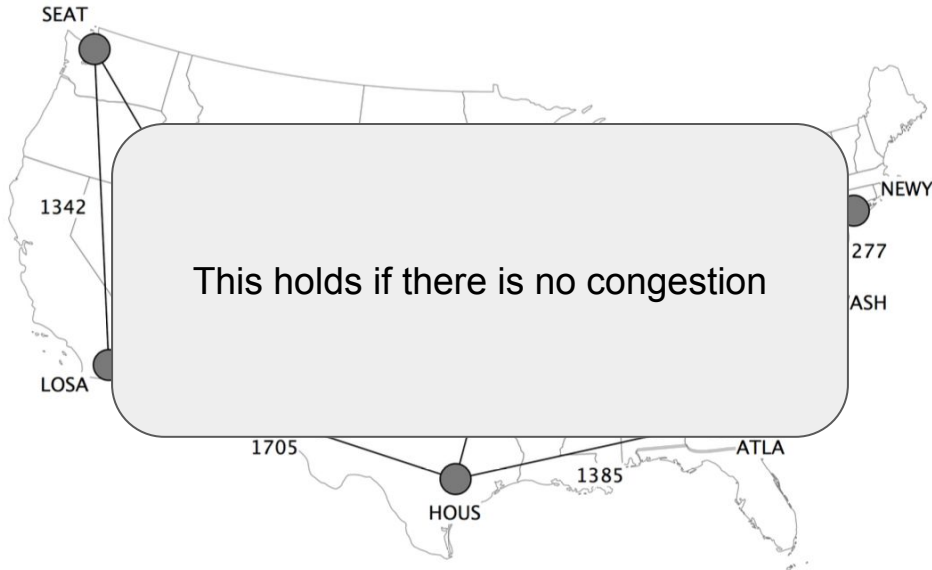 SEAT
NEWY
1342
277
This holds if there is no congestion
ASH
LOSA
1705
ATLA
1385
HOUS